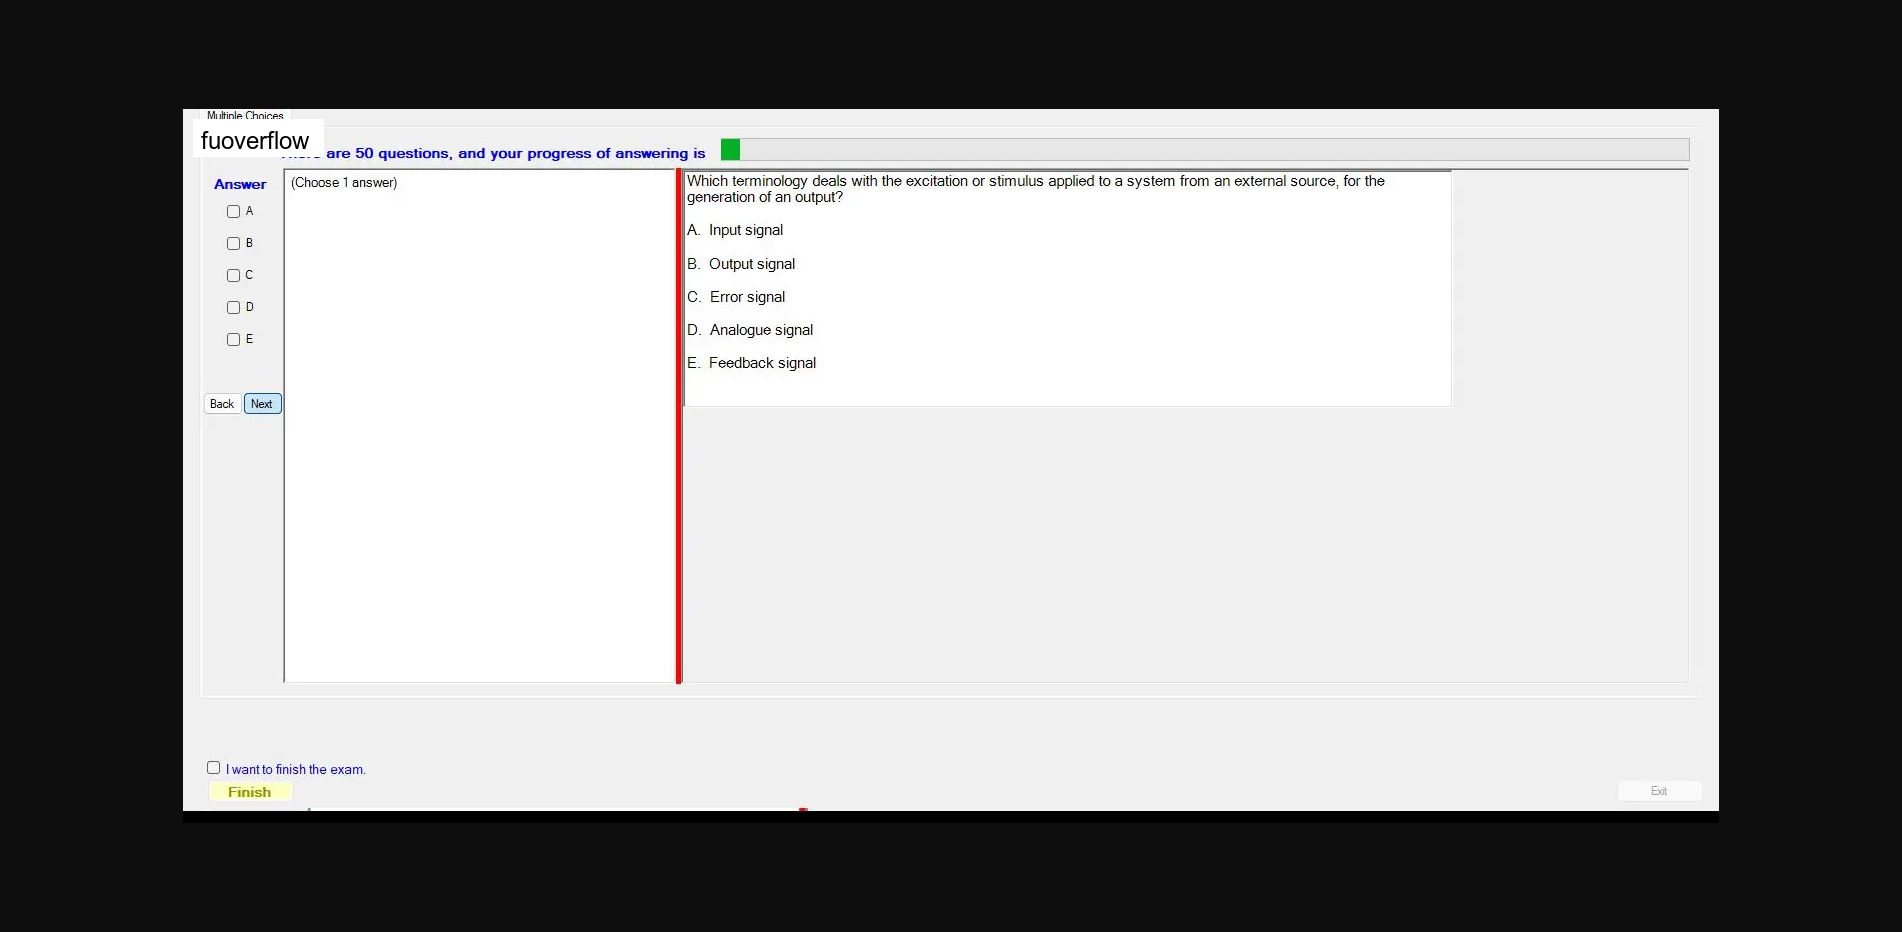 Multiple Choices
fuoverflow
are 50 questions, and your progress of answering is
Answer
(Choose 1 answer)
A
B
C
D
E
Back Next
Which terminology deals with the excitation or stimulus applied to a system from an external source, for the
generation of an output?
A. Input signal
B. Output signal
C. Error signal
D. Analogue signal
E. Feedback signal
I want to finish the exam.
Finish
Exit